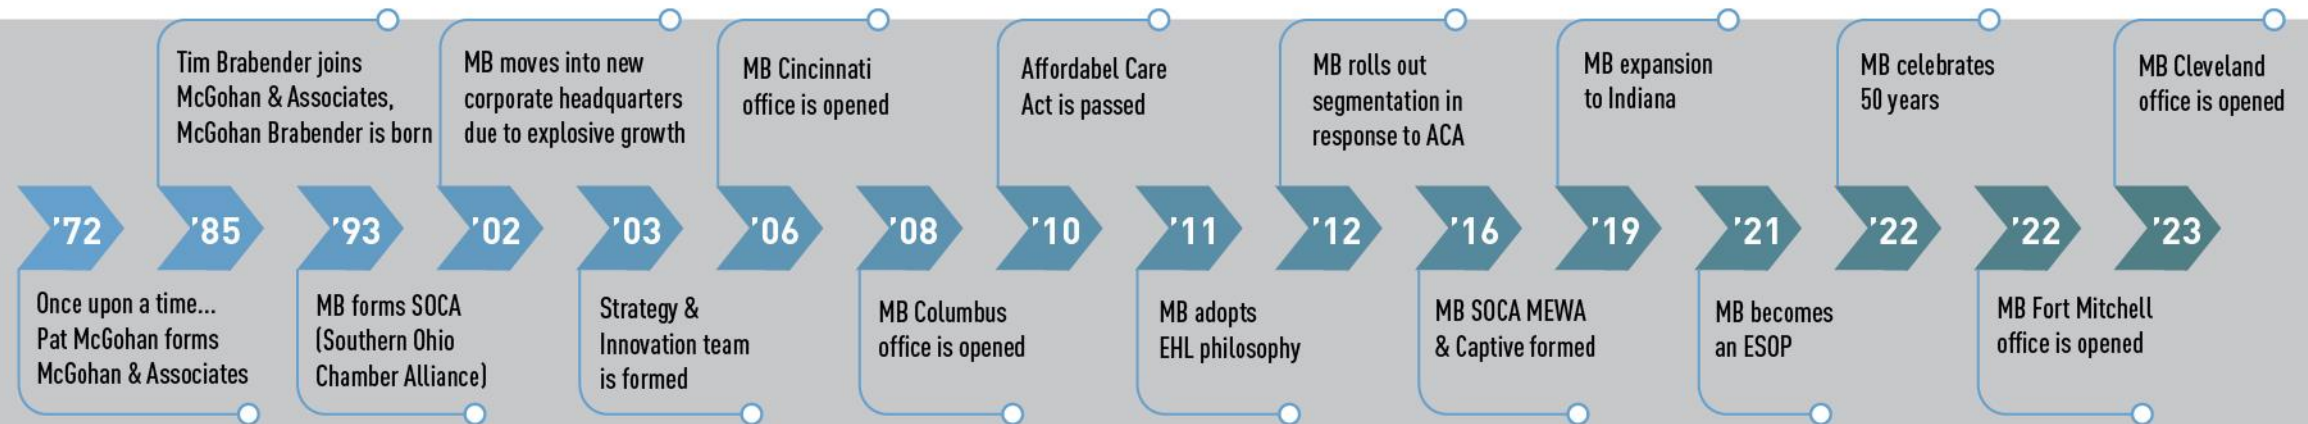 Tim Brabender joins
McGohan & Associates,
McGohan Brabender is born
MB moves into new
corporate headquarters
due to explosive growth
MB Cincinnati
office is opened
Affordabel Care
Act is passed
MB rolls out
segmentation in
response to ACA
MB expansion
to Indiana
MB celebrates
50 years
MB Cleveland
office is opened
'72
'85
'93
'02
'03
'06
'08
'10
'11
'12
'16
'19
'21
'22
'22
'23
Once upon a time...
Pat McGohan forms
McGohan & Associates
MB forms SOCA
(Southern Ohio
Chamber Alliance)
Strategy &
Innovation team
is formed
MB Columbus
office is opened
MB adopts
EHL philosophy
MB SOCA MEWA
& Captive formed
MB becomes
an ESOP
MB Fort Mitchell
office is opened